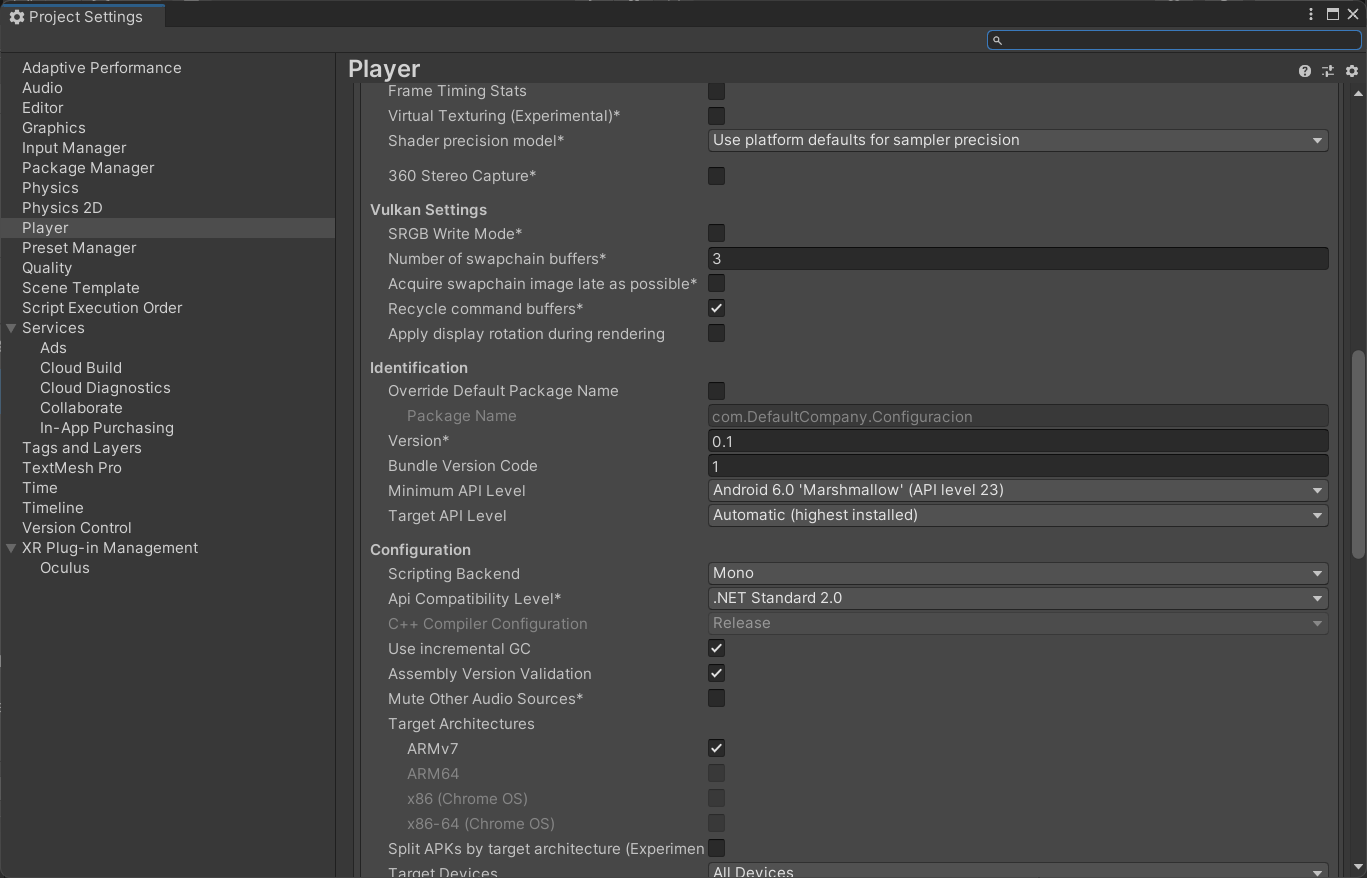 Project Settings
Adaptive Performance
Audio
Editor
Graphics
Input Manager
Package Manager
Physics
Physics 2D
Player
Preset Manager
Quality
Scene Template
Script Execution Order
Services
Ads
Cloud Build
Cloud Diagnostics
Collaborate
In-App Purchasing
Tags and Layers
TextMesh Pro
Time
Timeline
Version Control
XR Plug-in Management
Oculus
Player
Frame Timing Stats
Virtual Texturing (Experimental)*
Shader precision model* Use platform defaults for sampler precision
360 Stereo Capture*
Vulkan Settings
SRGB Write Mode*
Number of swapchain buffers* 3
Acquire swapchain image late as possible*
Recycle command buffers*
Apply display rotation during rendering
Identification
Override Default Package Name
Package Name com.DefaultCompany.Configuracion
Version* 0.1
Bundle Version Code 1
Minimum API Level Android 6.0 'Marshmallow' (API level 23)
Target API Level Automatic (highest installed)
Configuration
Scripting Backend Mono
Api Compatibility Level* .NET Standard 2.0
C++ Compiler Configuration Release
Use incremental GC
Assembly Version Validation
Mute Other Audio Sources*
Target Architectures
ARMv7
ARM64
x86 (Chrome OS)
x86-64 (Chrome OS)
Split APKs by target architecture (Experimen
Target Devices All Devices